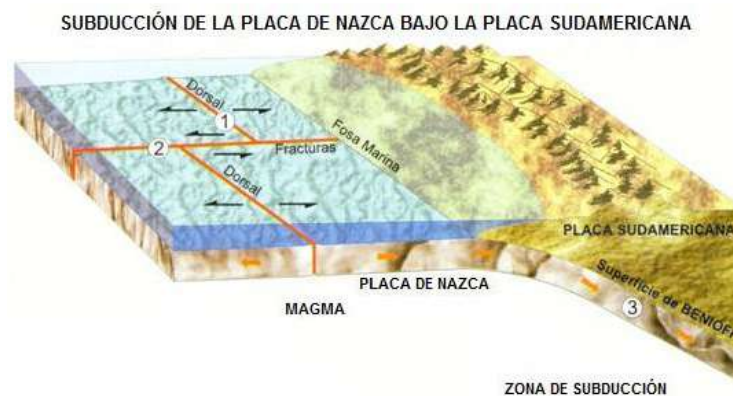 SUBDUCCIÓN DE LA PLACA DE NAZCA BAJO LA PLACA SUDAMERICANA
Dorsal
1
2
Fracturas
Fosa Marina
Dorsal
PLACA SUDAMERICANA
Superficie de BENIOFF
3
PLACA DE NAZCA
MAGMA
ZONA DE SUBDUCCIÓN